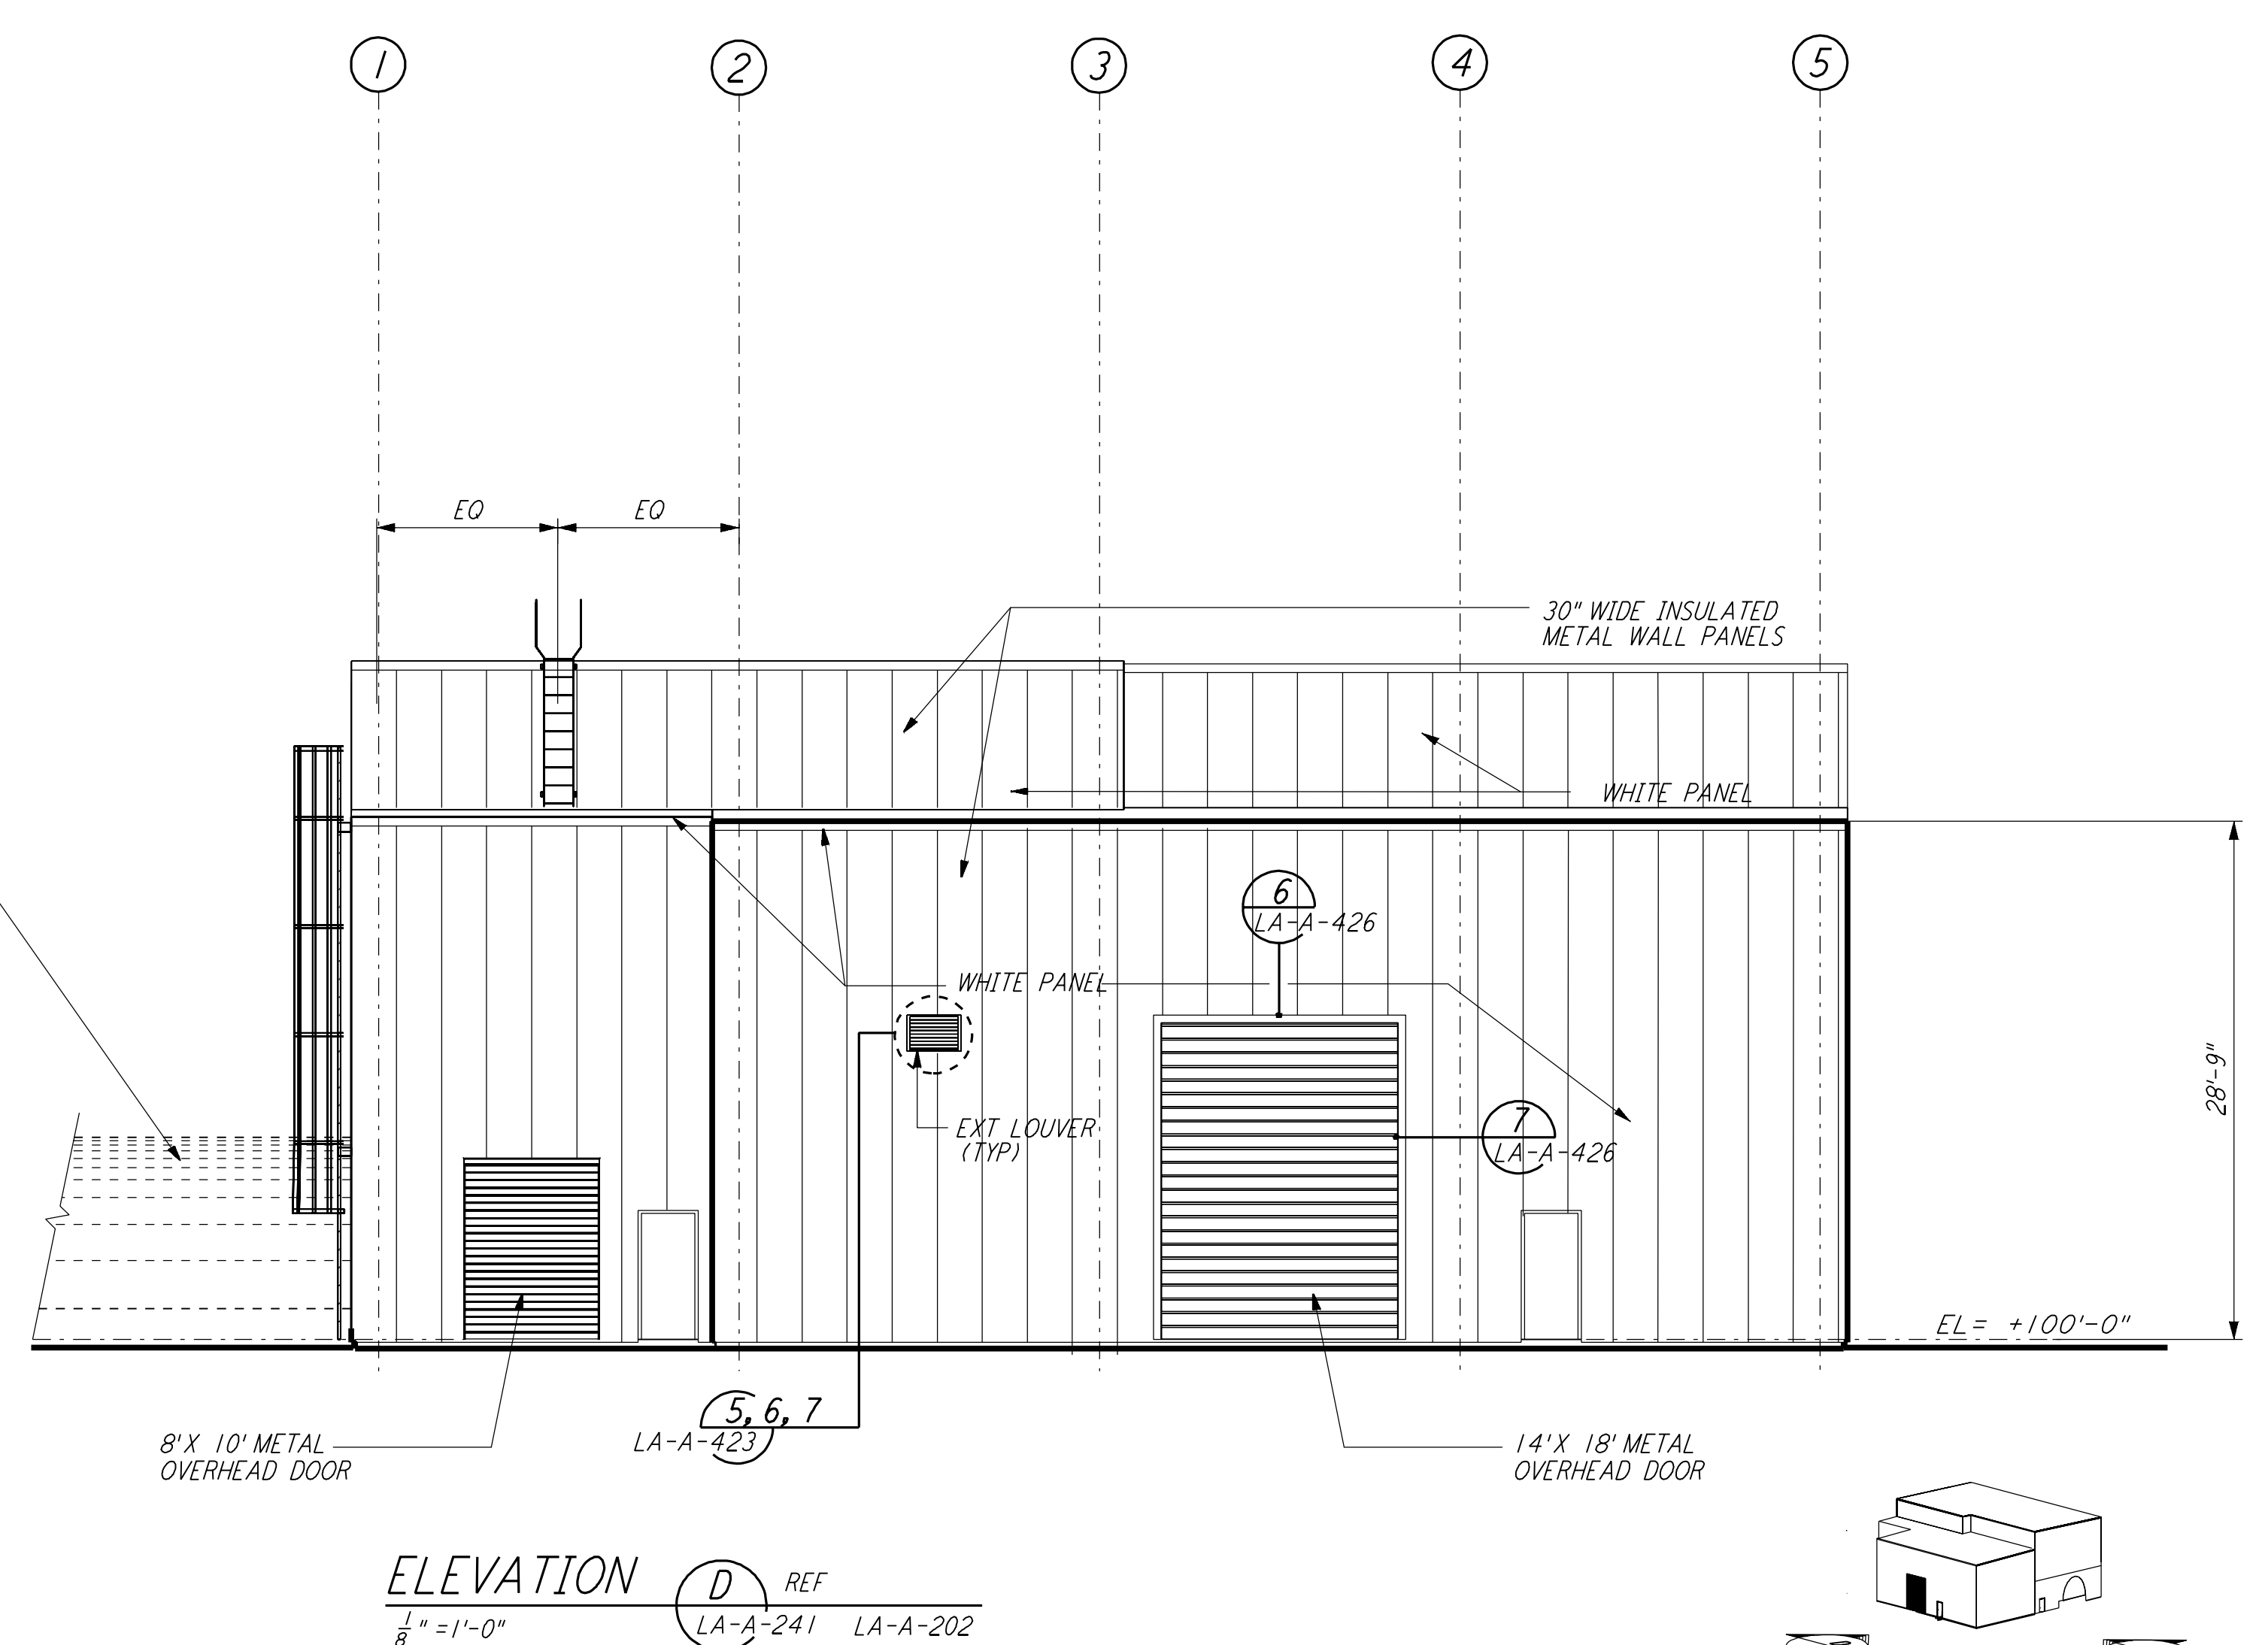 1
2
3
4
5
EQ
EQ
30" WIDE INSULATED
METAL WALL PANELS
WHITE PANEL
6
LA-A-426
WHITE PANEL
28'-9"
7
LA-A-426
EXT LOUVER
(TYP)
EL= +100'-0"
5, 6, 7
LA-A-423
8'X 10' METAL
OVERHEAD DOOR
14'X 18' METAL
OVERHEAD DOOR
ELEVATION
D
REF
1/8" =1'-0"
LA-A-241
LA-A-202